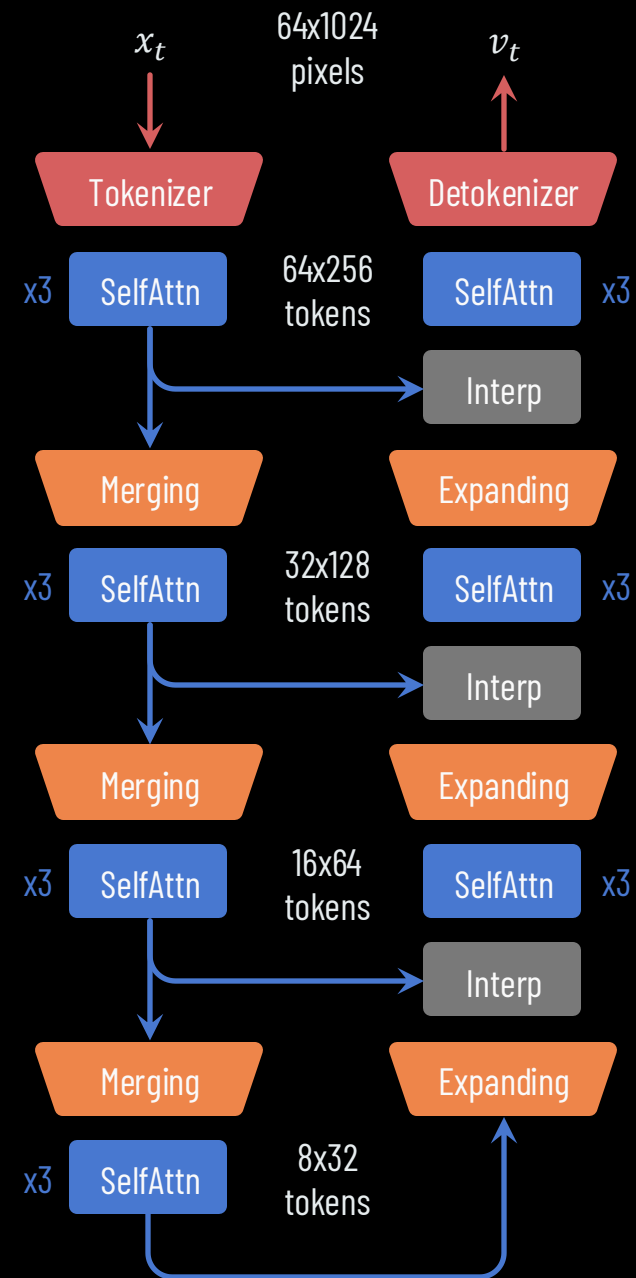 x_t
64x1024
pixels
v_t
Tokenizer
Detokenizer
x3
SelfAttn
64x256
tokens
SelfAttn
x3
Interp
Merging
Expanding
x3
SelfAttn
32x128
tokens
SelfAttn
x3
Interp
Merging
Expanding
x3
SelfAttn
16x64
tokens
SelfAttn
x3
Interp
Merging
Expanding
x3
SelfAttn
8x32
tokens